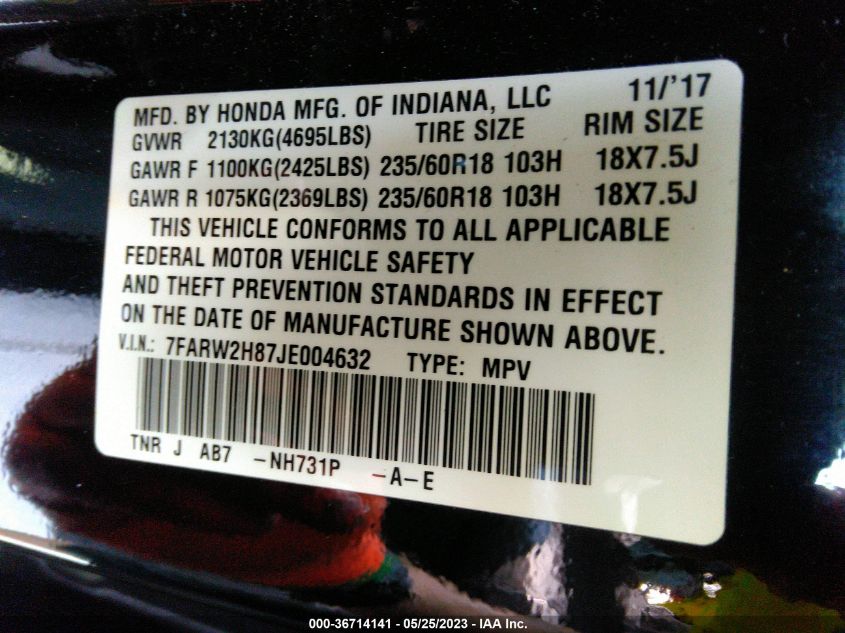 MFD. BY HONDA MFG. OF INDIANA, LLC 11/'17
GVWR 2130KG(4695LBS) TIRE SIZE RIM SIZE
GAWR F 1100KG(2425LBS) 235/60R18 103H 18X7.5J
GAWR R 1075KG(2369LBS) 235/60R18 103H 18X7.5J
THIS VEHICLE CONFORMS TO ALL APPLICABLE
FEDERAL MOTOR VEHICLE SAFETY
AND THEFT PREVENTION STANDARDS IN EFFECT
ON THE DATE OF MANUFACTURE SHOWN ABOVE.
V.I.N.: 7FARW2H87JE004632 TYPE: MPV
TNR J AB7 -NH731P -A-E
000-36714141 - 05/25/2023 - IAA Inc.